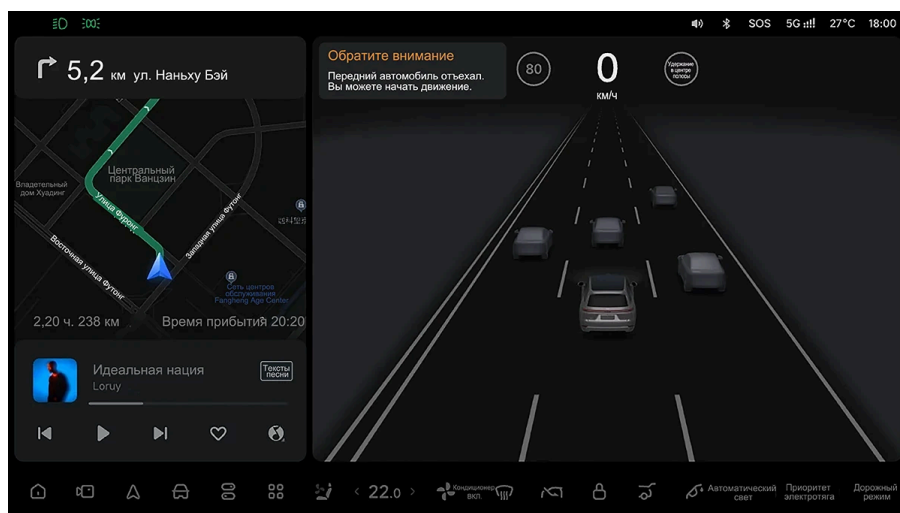 SOS 5G 27°C 18:00
5,2 км ул. Наньху Бэй
Обратите внимание
Передний автомобиль отъехал.
Вы можете начать движение.
80
0
км/ч
Удержание
в центре
полосы
Центральный
парк Ванцзин
Владетельный
дом Хуадинг
Улица Фуронг
Западная улица Футонг
Восточная улица Футонг
Сеть центров
обслуживания
Fangheng Ago Center
2,20 ч. 238 км
Время прибытия 20:20
Идеальная нация
Loruy
Тексты
песни
< 22.0 >
Кондиционер
вкл.
Автоматический
свет
Приоритет
электротяга
Дорожный
режим